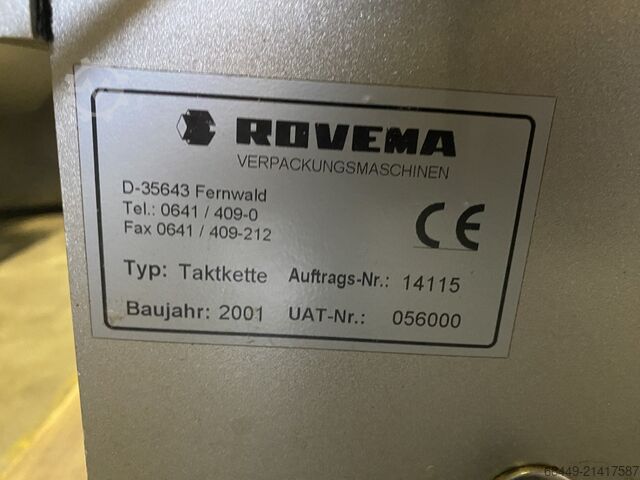 ROVEMA
VERPACKUNGSMASCHINEN
D-35643 Fernwald
Tel.: 0641 / 409-0
Fax 0641 / 409-212
CE
Typ: Taktkette Auftrags-Nr.: 14115
Baujahr: 2001 UAT-Nr.: 056000
68449-21417587